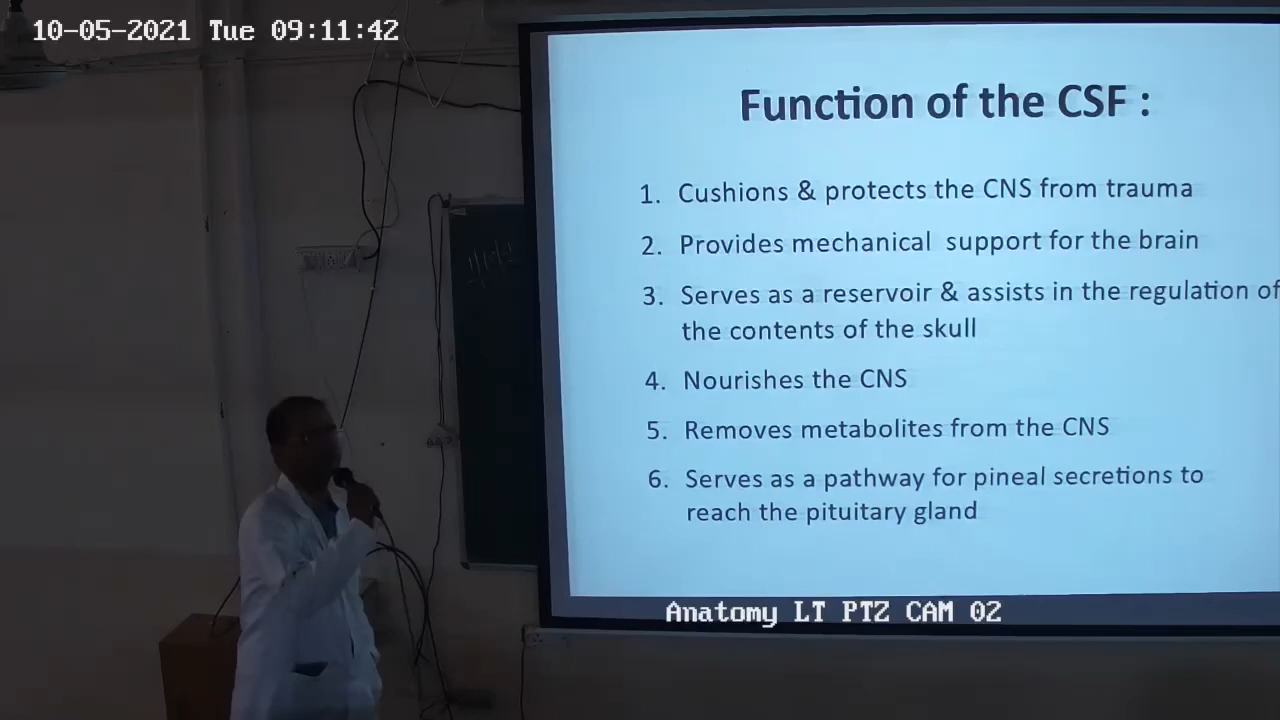 10-05-2021 Tue 09:11:42
Function of the CSF :
1. Cushions & protects the CNS from trauma
2. Provides mechanical support for the brain
3. Serves as a reservoir & assists in the regulation of
the contents of the skull
4. Nourishes the CNS
5. Removes metabolites from the CNS
6. Serves as a pathway for pineal secretions to
reach the pituitary gland
Anatomy LT PTZ CAM 02